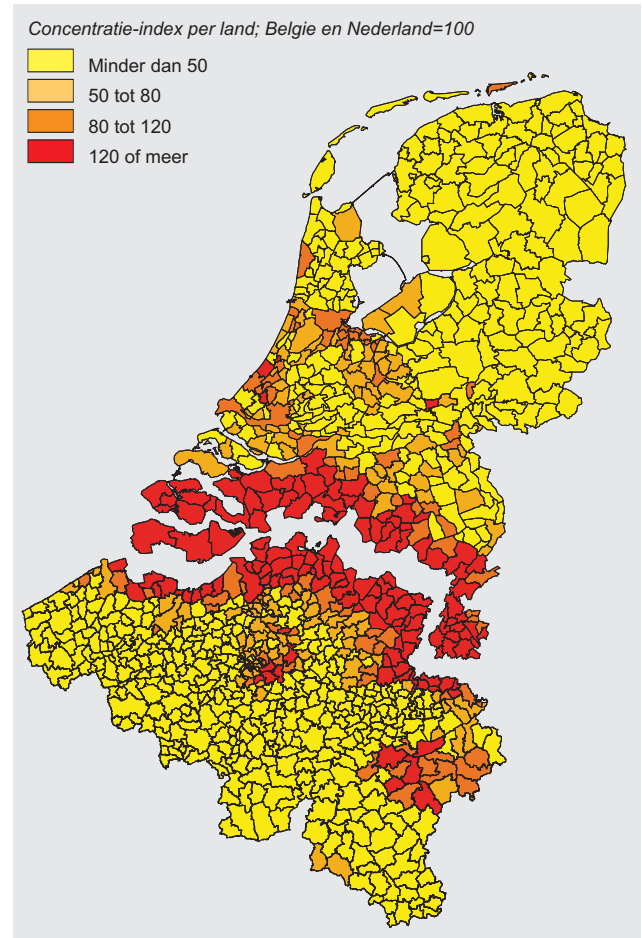 Concentratie-index per land; Belgie en Nederland=100
Minder dan 50
50 tot 80
80 tot 120
120 of meer